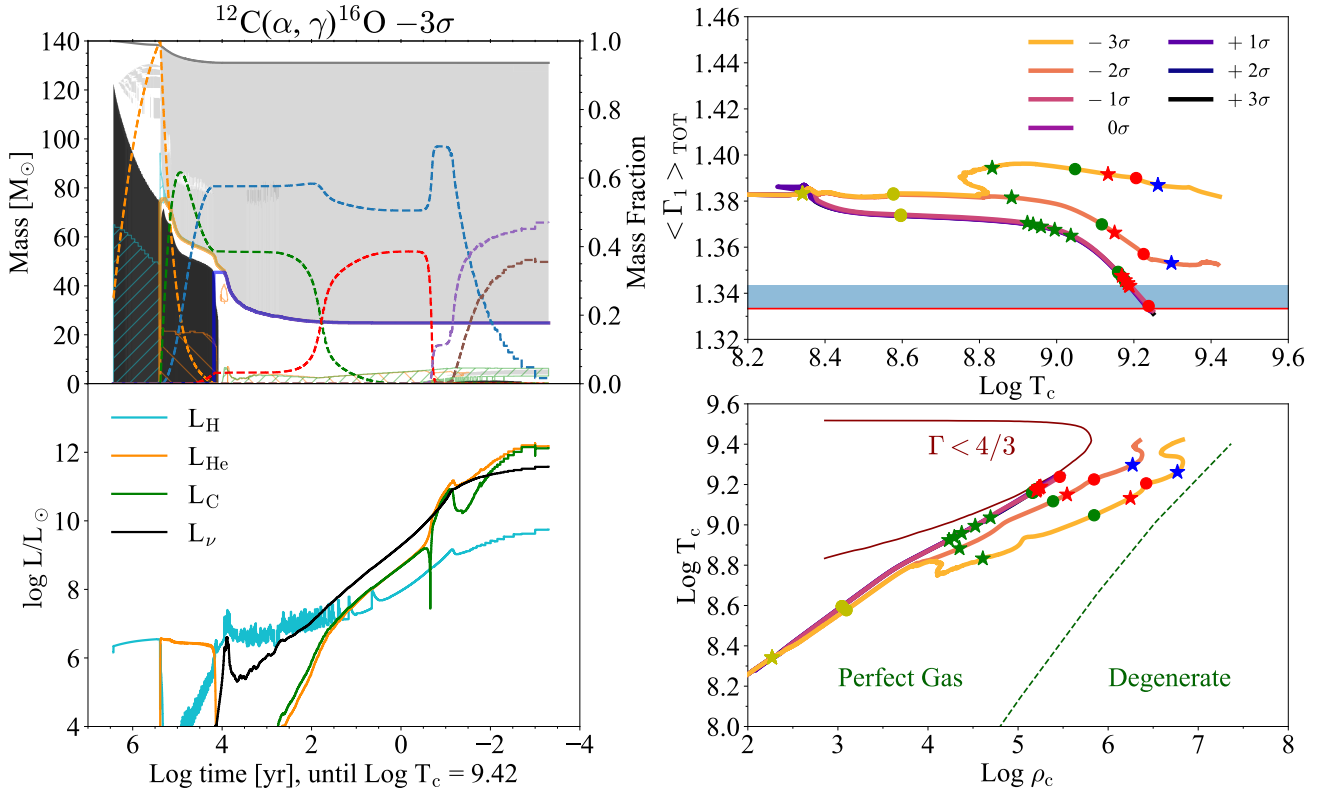 ¹²C(α, γ)¹⁶O −3σ
140
120
100
80
60
40
20
0
Mass [M⊙]
1.0
0.8
0.6
0.4
0.2
0.0
Mass Fraction
L_H
L_He
L_C
L_ν
12
10
8
6
4
log L/L⊙
6 4 2 0 −2 −4
Log time [yr], until Log T_c = 9.42
1.46
1.44
1.42
1.40
1.38
1.36
1.34
1.32
< Γ₁ >_TOT
− 3σ
− 2σ
− 1σ
0σ
+ 1σ
+ 2σ
+ 3σ
8.2 8.4 8.6 8.8 9.0 9.2 9.4 9.6
Log T_c
9.6
9.4
9.2
9.0
8.8
8.6
8.4
8.2
8.0
Log T_c
Γ < 4/3
Perfect Gas
Degenerate
2 3 4 5 6 7 8
Log ρ_c